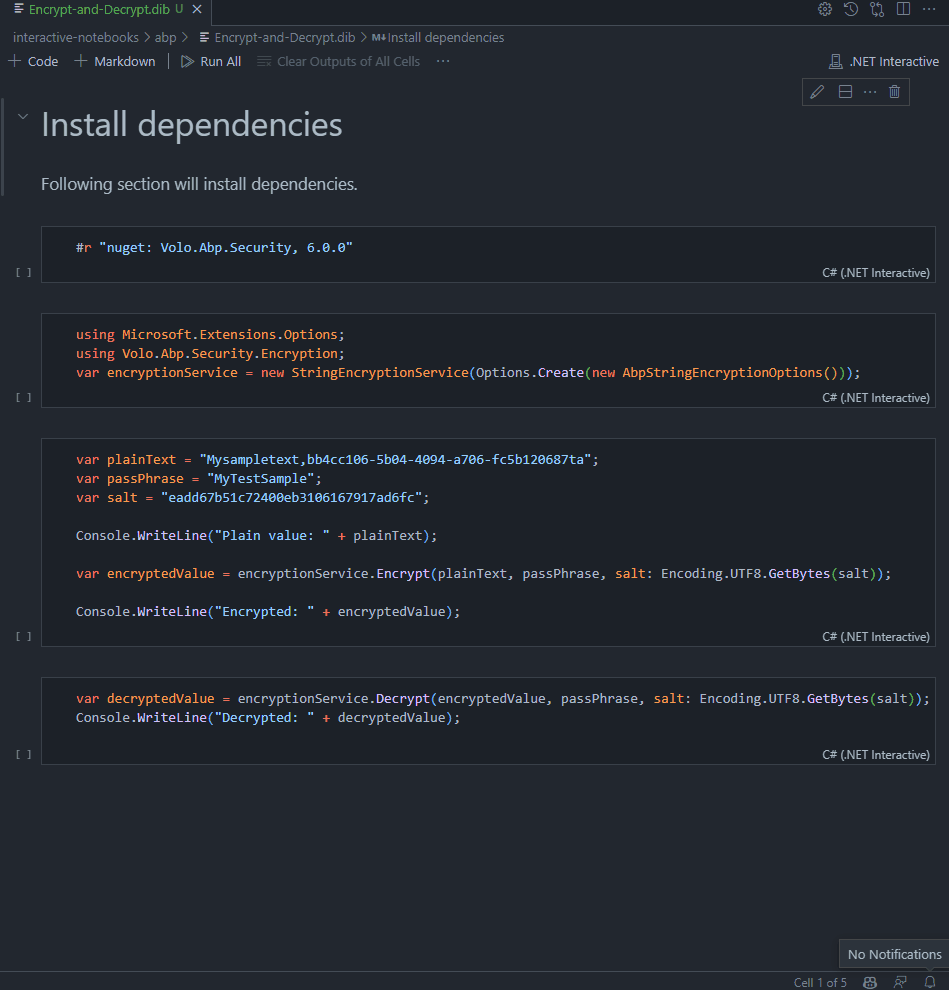 Encrypt-and-Decrypt.dib U
interactive-notebooks > abp > Encrypt-and-Decrypt.dib > M↓Install dependencies
+ Code + Markdown | Run All Clear Outputs of All Cells ··· .NET Interactive
Install dependencies
Following section will install dependencies.
#r "nuget: Volo.Abp.Security, 6.0.0"
[ ]
C# (.NET Interactive)
using Microsoft.Extensions.Options;
using Volo.Abp.Security.Encryption;
var encryptionService = new StringEncryptionService(Options.Create(new AbpStringEncryptionOptions()));
[ ]
C# (.NET Interactive)
var plainText = "Mysampletext,bb4cc106-5b04-4094-a706-fc5b120687ta";
var passPhrase = "MyTestSample";
var salt = "eadd67b51c72400eb3106167917ad6fc";
Console.WriteLine("Plain value: " + plainText);
var encryptedValue = encryptionService.Encrypt(plainText, passPhrase, salt: Encoding.UTF8.GetBytes(salt));
Console.WriteLine("Encrypted: " + encryptedValue);
[ ]
C# (.NET Interactive)
var decryptedValue = encryptionService.Decrypt(encryptedValue, passPhrase, salt: Encoding.UTF8.GetBytes(salt));
Console.WriteLine("Decrypted: " + decryptedValue);
[ ]
C# (.NET Interactive)
No Notifications
Cell 1 of 5